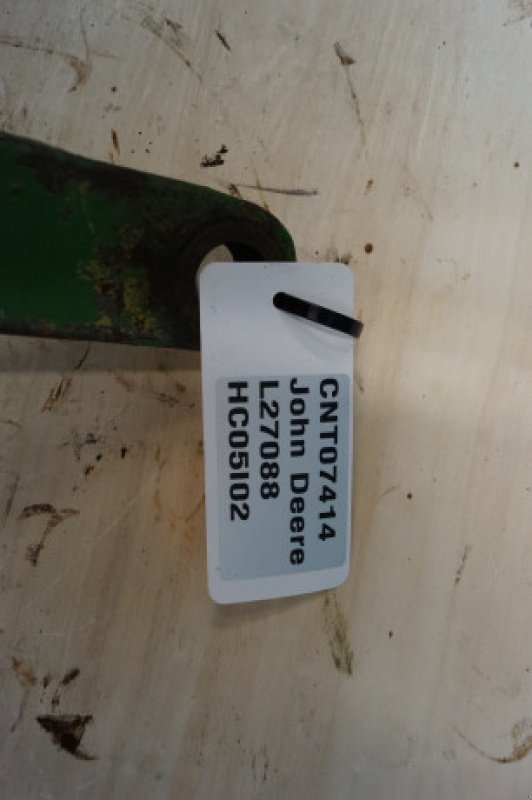 CNT07414
John Deere
L27088
HC05I02